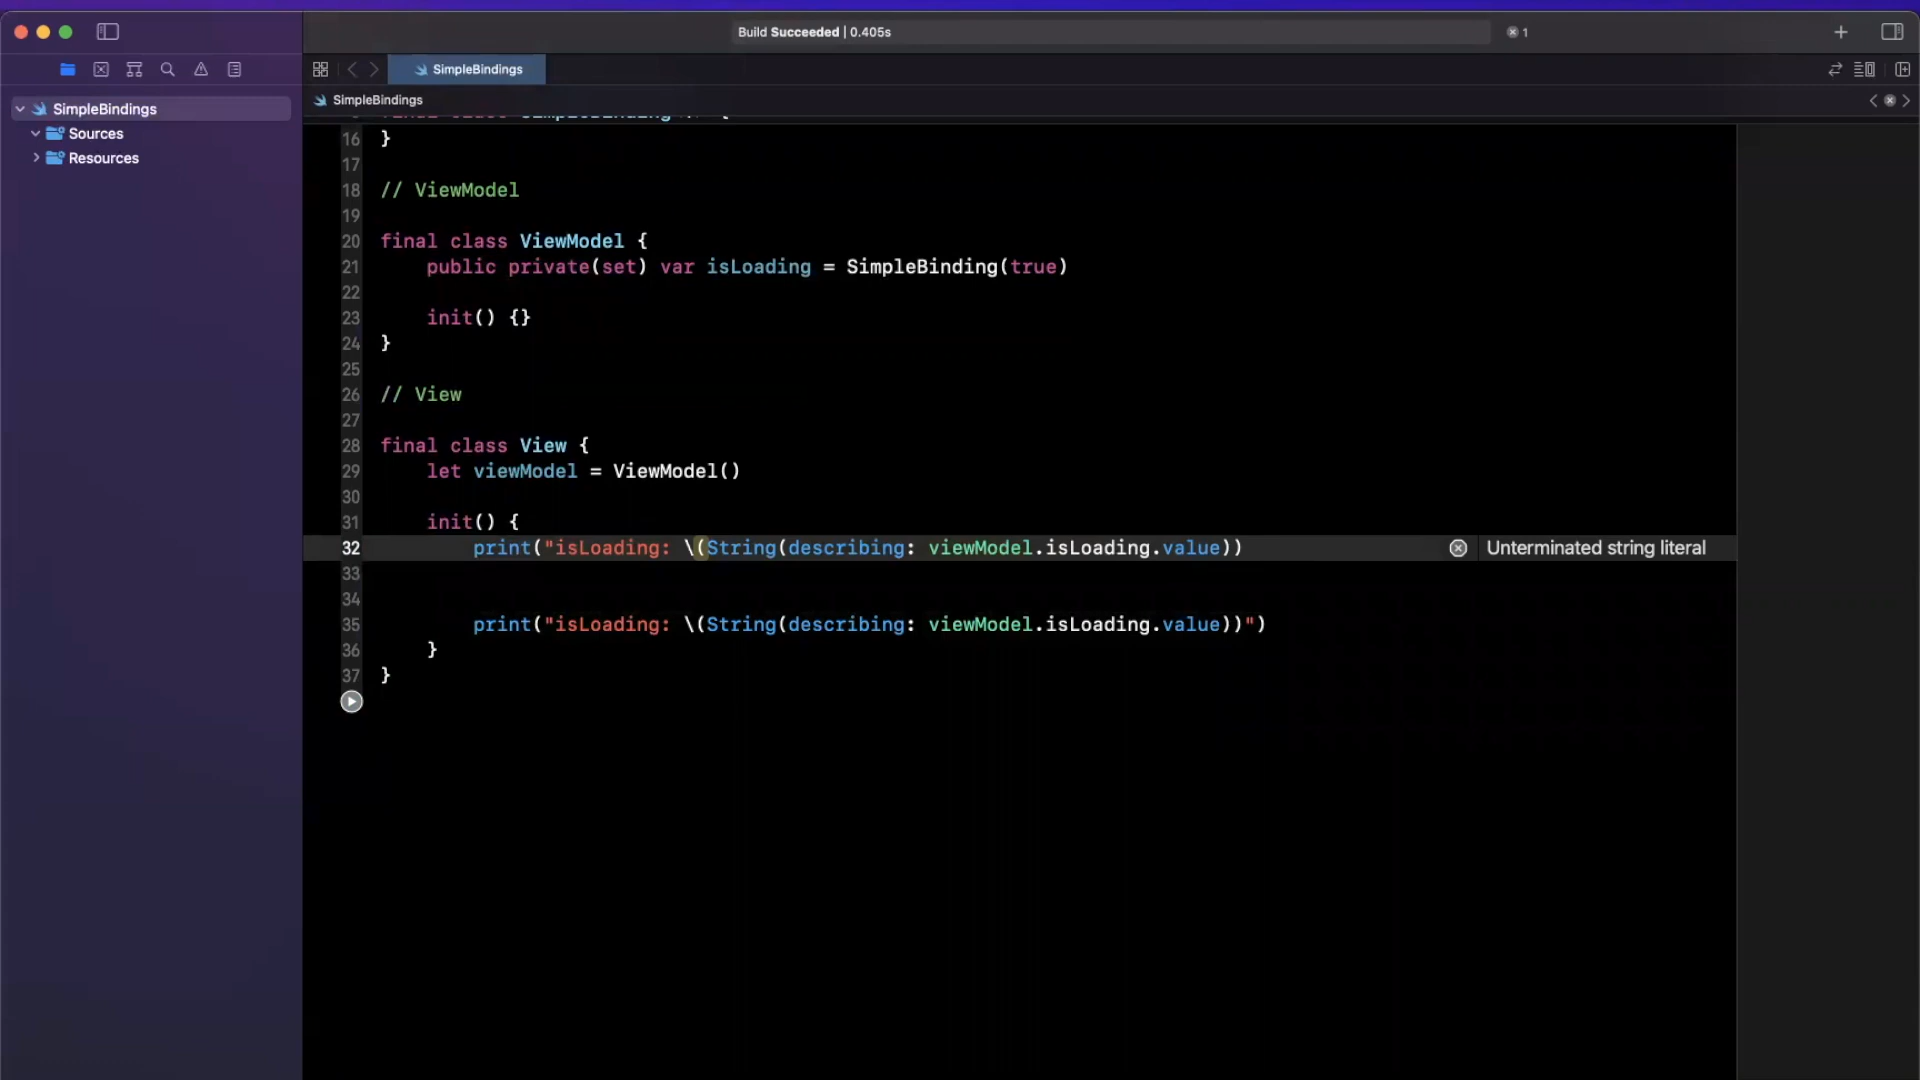 Build Succeeded | 0.405s
1
SimpleBindings
SimpleBindings
SimpleBindings
Sources
Resources
16 }
17
18 // ViewModel
19
20 final class ViewModel {
21     public private(set) var isLoading = SimpleBinding(true)
22
23     init() {}
24 }
25
26 // View
27
28 final class View {
29     let viewModel = ViewModel()
30
31     init() {
32         print("isLoading: \(String(describing: viewModel.isLoading.value)) Unterminated string literal
33
34
35         print("isLoading: \(String(describing: viewModel.isLoading.value))")
36     }
37 }